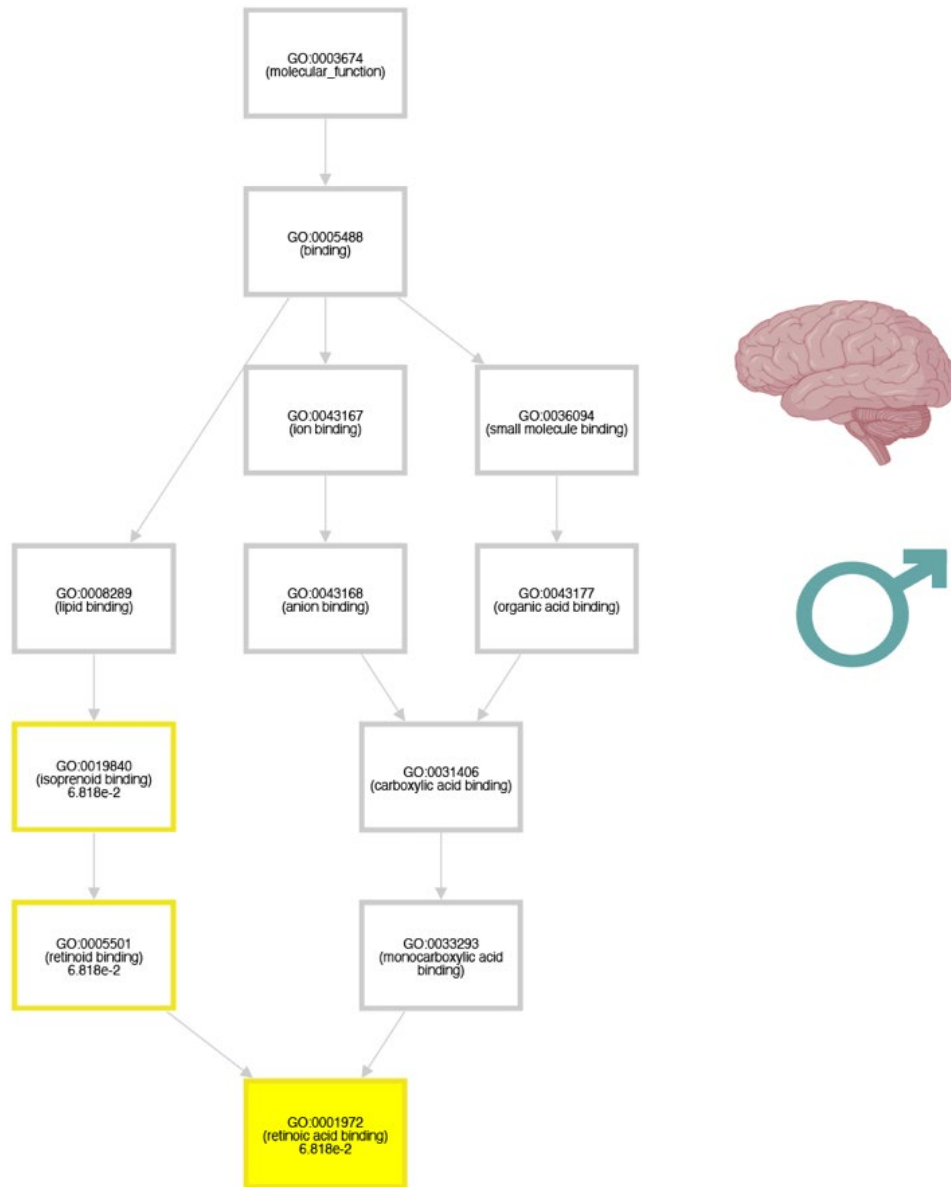 GO:0003674
(molecular_function)
GO:0005488
(binding)
GO:0043167
(ion binding)
GO:0036094
(small molecule binding)
GO:0008289
(lipid binding)
GO:0043168
(anion binding)
GO:0043177
(organic acid binding)
GO:0019840
(isoprenoid binding)
6.818e-2
GO:0031406
(carboxylic acid binding)
GO:0005501
(retinoid binding)
6.818e-2
GO:0033293
(monocarboxylic acid
binding)
GO:0001972
(retinoic acid binding)
6.818e-2